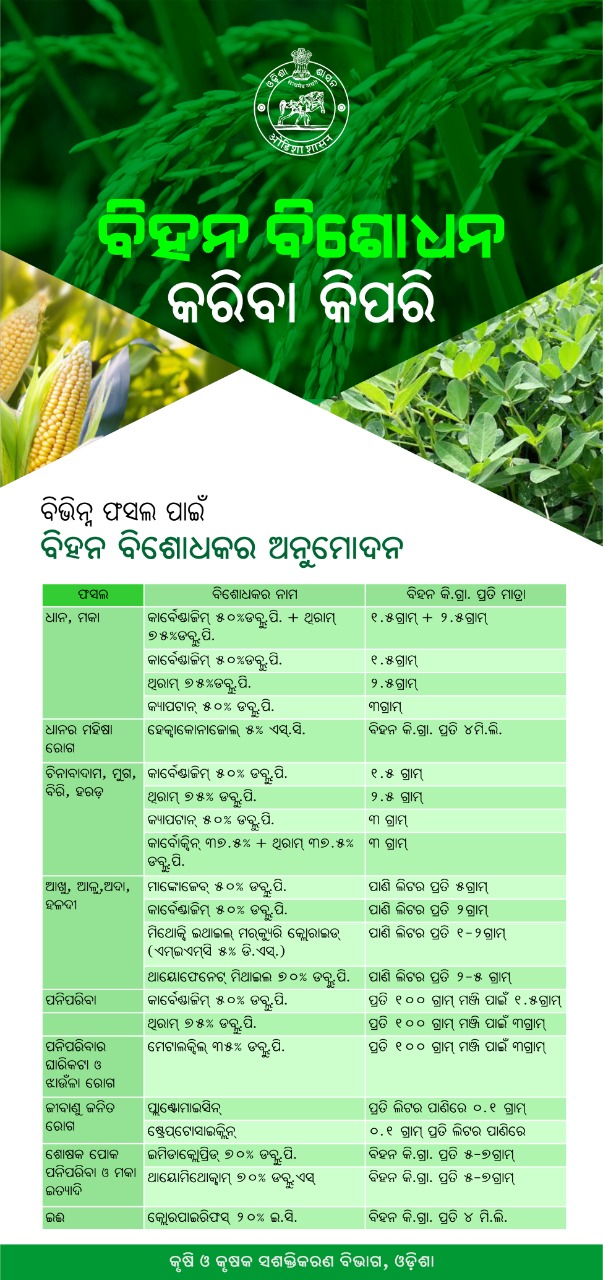 ଓଡ଼ିଶା ଶାସନ
ओडिशा शासन
ବିହନ ବିଶୋଧନ
କରିବା କିପରି
ବିଭିନ୍ନ ଫସଲ ପାଇଁ
ବିହନ ବିଶୋଧକର ଅନୁମୋଦନ
ଫସଲ ବିଶୋଧକର ନାମ ବିହନ କି.ଗ୍ରା. ପ୍ରତି ମାତ୍ରା
ଧାନ, ମକା କାର୍ବେଣ୍ଡାଜିମ୍ ୫୦%ଡବ୍ଲୁ.ପି. + ଥିରାମ୍ ୧.୫ଗ୍ରାମ୍ + ୨.୫ଗ୍ରାମ୍
୭୫%ଡବ୍ଲୁ.ପି.
କାର୍ବେଣ୍ଡାଜିମ୍ ୫୦%ଡବ୍ଲୁ.ପି. ୧.୫ଗ୍ରାମ୍
ଥିରାମ୍ ୭୫%ଡବ୍ଲୁ.ପି. ୨.୫ଗ୍ରାମ୍
କ୍ୟାପଟାନ୍ ୫୦% ଡବ୍ଲୁ.ପି. ୩ଗ୍ରାମ୍
ଧାନର ମହିଷା ହେକ୍ସାକୋନାଜୋଲ୍ ୫% ଏସ୍.ସି. ବିହନ କି.ଗ୍ରା. ପ୍ରତି ୪ମି.ଲି.
ରୋଗ
ଚିନାବାଦାମ, ମୁଗ, କାର୍ବେଣ୍ଡାଜିମ୍ ୫୦% ଡବ୍ଲୁ.ପି. ୧.୫ ଗ୍ରାମ୍
ବିରି, ହରଡ଼ ଥିରାମ୍ ୭୫% ଡବ୍ଲୁ.ପି. ୨.୫ ଗ୍ରାମ୍
କ୍ୟାପଟାନ୍ ୫୦% ଡବ୍ଲୁ.ପି. ୩ ଗ୍ରାମ୍
କାର୍ବୋକ୍ସିନ୍ ୩୭.୫% + ଥିରାମ୍ ୩୭.୫% ୩ ଗ୍ରାମ୍
ଡବ୍ଲୁ.ପି.
ଆଖୁ, ଆଳୁ,ଅଦା, ମାଙ୍କୋଜେବ୍ ୫୦% ଡବ୍ଲୁ.ପି. ପାଣି ଲିଟର ପ୍ରତି ୫ଗ୍ରାମ୍
ହଳଦୀ କାର୍ବେଣ୍ଡାଜିମ୍ ୫୦% ଡବ୍ଲୁ.ପି. ପାଣି ଲିଟର ପ୍ରତି ୨ଗ୍ରାମ୍
ମିଥୋକ୍ସି ଇଥାଇଲ୍ ମର୍‌କ୍ୟୁରି କ୍ଲୋରାଇଡ୍ ପାଣି ଲିଟର ପ୍ରତି ୧-୨ଗ୍ରାମ୍
(ଏମ୍‌ଇଏମ୍‌ସି ୫% ଡି.ଏସ୍.)
ଥାୟୋଫେନେଟ୍ ମିଥାଇଲ ୭୦% ଡବ୍ଲୁ.ପି. ପାଣି ଲିଟର ପ୍ରତି ୨-୫ ଗ୍ରାମ୍
ପନିପରିବା କାର୍ବେଣ୍ଡାଜିମ୍ ୫୦% ଡବ୍ଲୁ.ପି. ପ୍ରତି ୧୦୦ ଗ୍ରାମ୍ ମଞ୍ଜି ପାଇଁ ୧.୫ଗ୍ରାମ୍
ଥିରାମ୍ ୭୫% ଡବ୍ଲୁ.ପି. ପ୍ରତି ୧୦୦ ଗ୍ରାମ୍ ମଞ୍ଜି ପାଇଁ ୩ଗ୍ରାମ୍
ପନିପରିବାର ମେଟାଲକ୍ସିଲ୍ ୩୫% ଡବ୍ଲୁ.ପି. ପ୍ରତି ୧୦୦ ଗ୍ରାମ୍ ମଞ୍ଜି ପାଇଁ ୩ଗ୍ରାମ୍
ଘାରିକଟା ଓ
ଝାଉଁଳା ରୋଗ
ଜୀବାଣୁ ଜନିତ ପ୍ଲାଣ୍ଟୋମାଇସିନ୍ ପ୍ରତି ଲିଟର ପାଣିରେ ୦.୧ ଗ୍ରାମ୍
ରୋଗ ଷ୍ଟ୍ରେପ୍‌ଟୋସାଇକ୍ଲିନ୍ ୦.୧ ଗ୍ରାମ୍ ପ୍ରତି ଲିଟର ପାଣିରେ
ଶୋଷକ ପୋକ ଇମିଡାକ୍ଲୋପ୍ରିଡ୍ ୭୦% ଡବ୍ଲୁ.ପି. ବିହନ କି.ଗ୍ରା. ପ୍ରତି ୫-୭ଗ୍ରାମ୍
ପନିପରିବା ଓ ମକା ଥାୟୋମିଥୋକ୍ସାମ୍ ୭୦% ଡବ୍ଲୁ.ଏସ୍ ବିହନ କି.ଗ୍ରା. ପ୍ରତି ୫-୭ଗ୍ରାମ୍
ଇତ୍ୟାଦି
ଉଈ କ୍ଲୋରପାଇରିଫସ୍ ୨୦% ଇ.ସି. ବିହନ କି.ଗ୍ରା. ପ୍ରତି ୪ ମି.ଲି.
କୃଷି ଓ କୃଷକ ସଶକ୍ତିକରଣ ବିଭାଗ, ଓଡ଼ିଶା